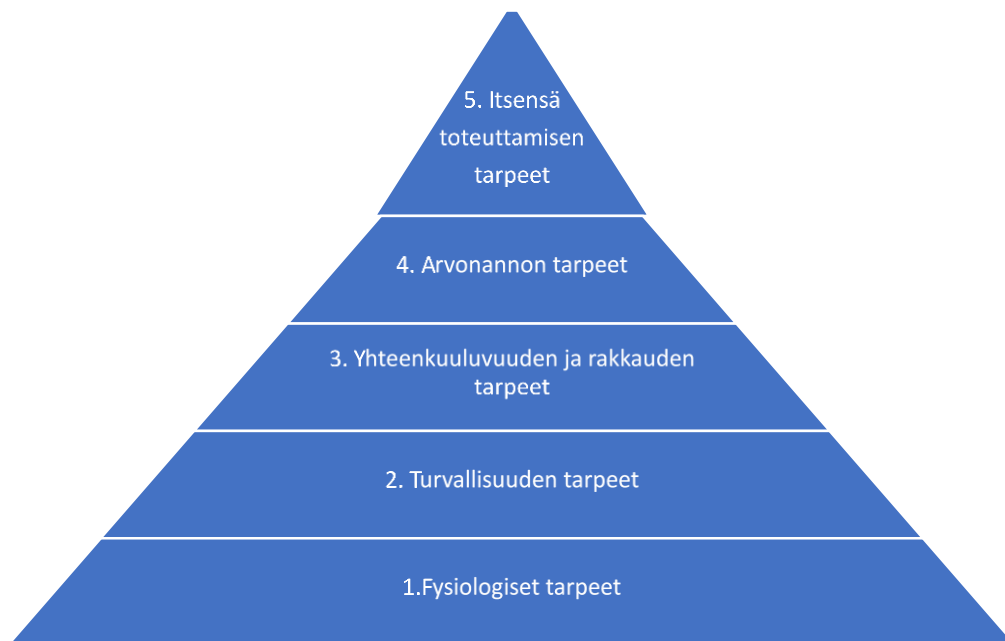 5. Itsensä
toteuttamisen
tarpeet
4. Arvonannon tarpeet
3. Yhteenkuuluvuuden ja rakkauden
tarpeet
2. Turvallisuuden tarpeet
1.Fysiologiset tarpeet